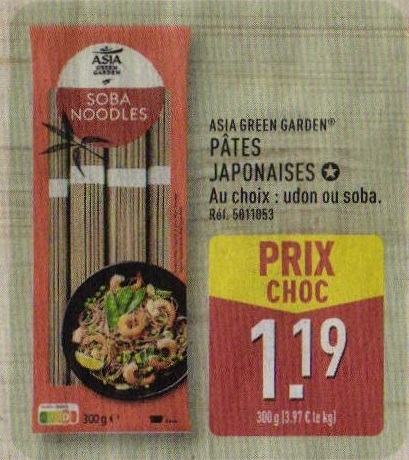 ASIA
GREEN
GARDEN
SOBA
NOODLES
300 g e
ASIA GREEN GARDEN®
PÂTES
JAPONAISES
Au choix : udon ou soba.
Réf. 5011053
PRIX
CHOC
1.19
300 g (3.97 € le kg)